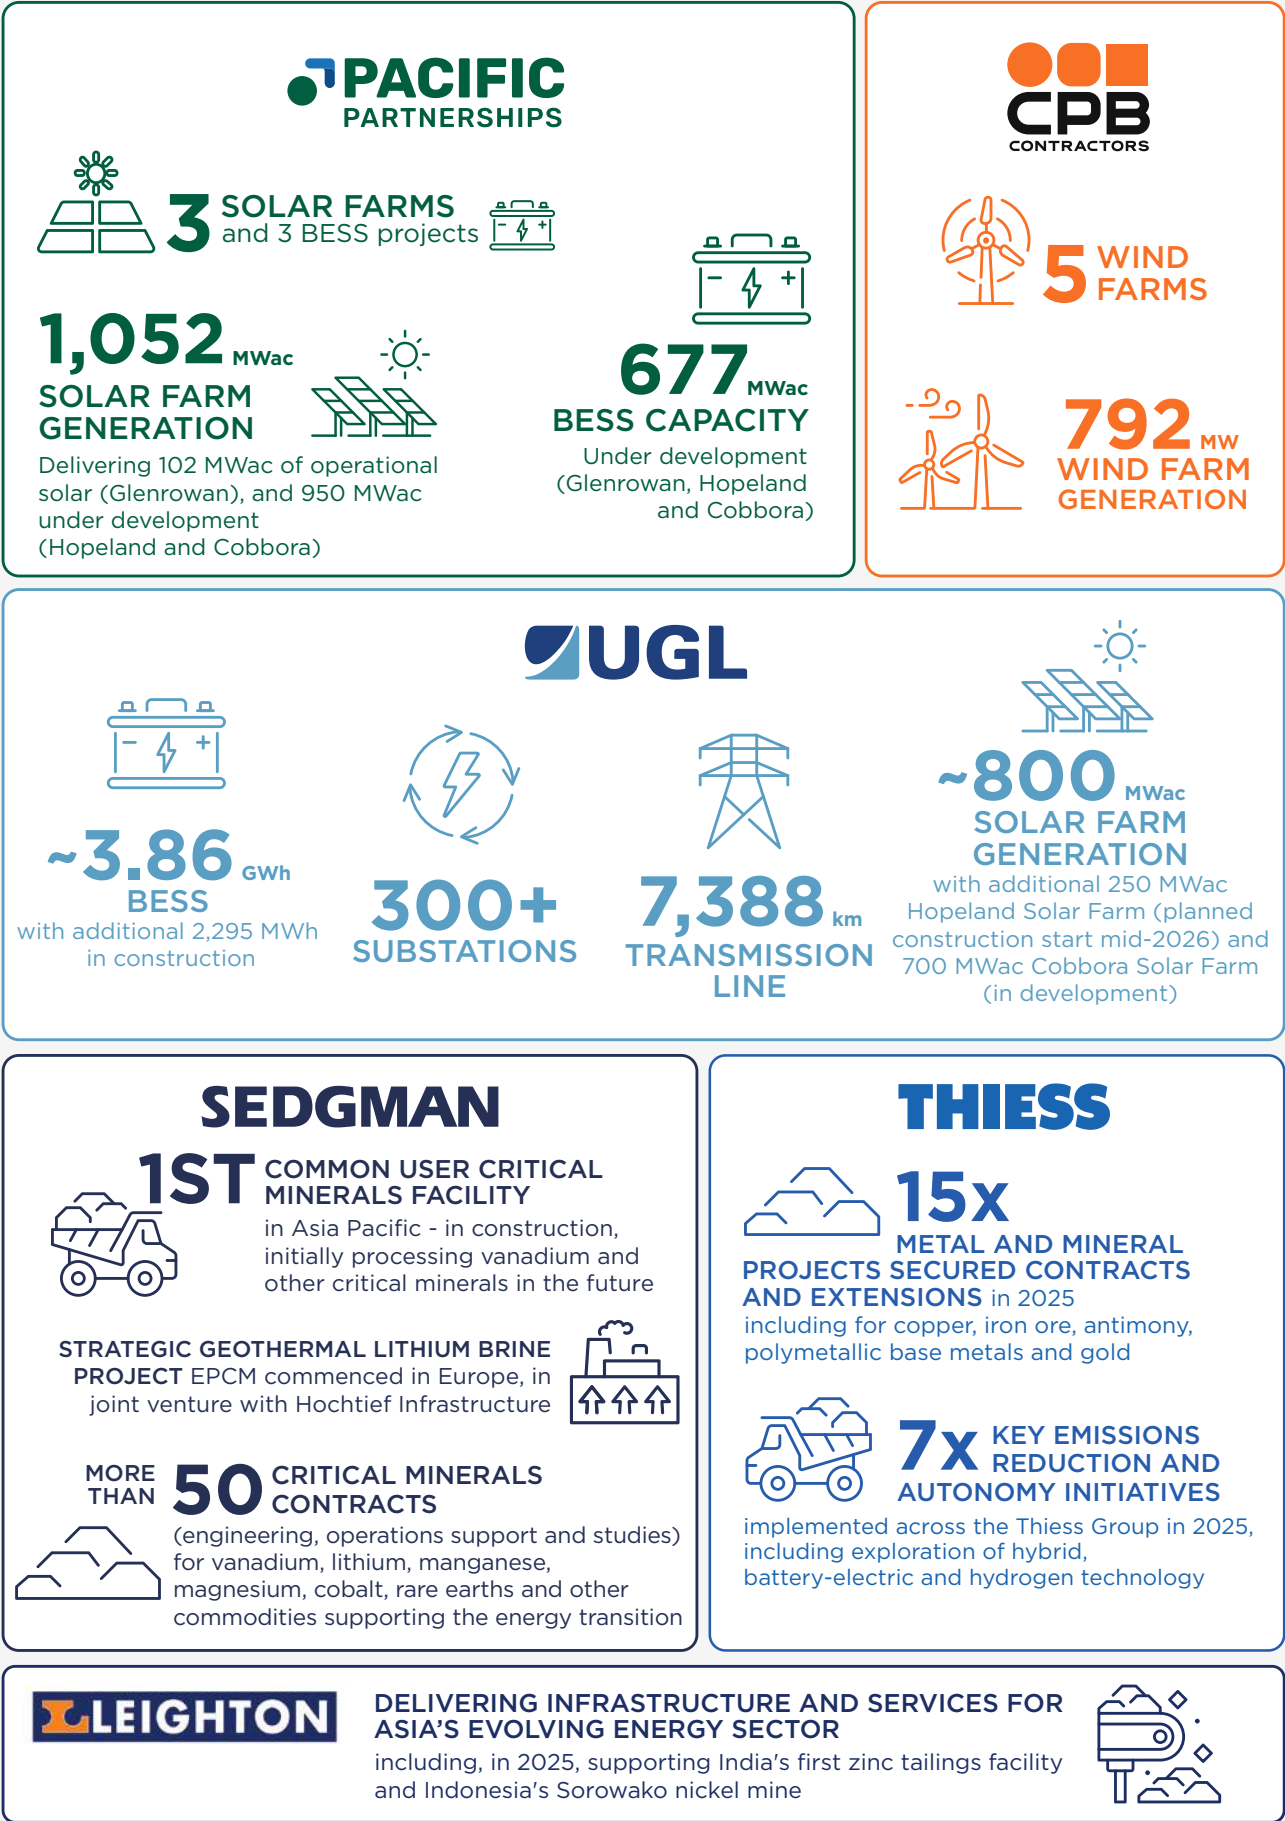 PACIFIC
PARTNERSHIPS
3 SOLAR FARMS
and 3 BESS projects
1,052 MWac
SOLAR FARM
GENERATION
Delivering 102 MWac of operational
solar (Glenrowan), and 950 MWac
under development
(Hopeland and Cobbora)
677 MWac
BESS CAPACITY
Under development
(Glenrowan, Hopeland
and Cobbora)
CPB
CONTRACTORS
5 WIND
FARMS
792 MW
WIND FARM
GENERATION
UGL
~3.86 GWh
BESS
with additional 2,295 MWh
in construction
300+
SUBSTATIONS
7,388 km
TRANSMISSION
LINE
~800 MWac
SOLAR FARM
GENERATION
with additional 250 MWac
Hopeland Solar Farm (planned
construction start mid-2026) and
700 MWac Cobbora Solar Farm
(in development)
SEDGMAN
1ST COMMON USER CRITICAL
MINERALS FACILITY
in Asia Pacific - in construction,
initially processing vanadium and
other critical minerals in the future
STRATEGIC GEOTHERMAL LITHIUM BRINE
PROJECT EPCM commenced in Europe, in
joint venture with Hochtief Infrastructure
MORE
THAN 50 CRITICAL MINERALS
CONTRACTS
(engineering, operations support and studies)
for vanadium, lithium, manganese,
magnesium, cobalt, rare earths and other
commodities supporting the energy transition
THIESS
15x
METAL AND MINERAL
PROJECTS SECURED CONTRACTS
AND EXTENSIONS in 2025
including for copper, iron ore, antimony,
polymetallic base metals and gold
7x KEY EMISSIONS
REDUCTION AND
AUTONOMY INITIATIVES
implemented across the Thiess Group in 2025,
including exploration of hybrid,
battery-electric and hydrogen technology
LEIGHTON
DELIVERING INFRASTRUCTURE AND SERVICES FOR
ASIA'S EVOLVING ENERGY SECTOR
including, in 2025, supporting India's first zinc tailings facility
and Indonesia's Sorowako nickel mine